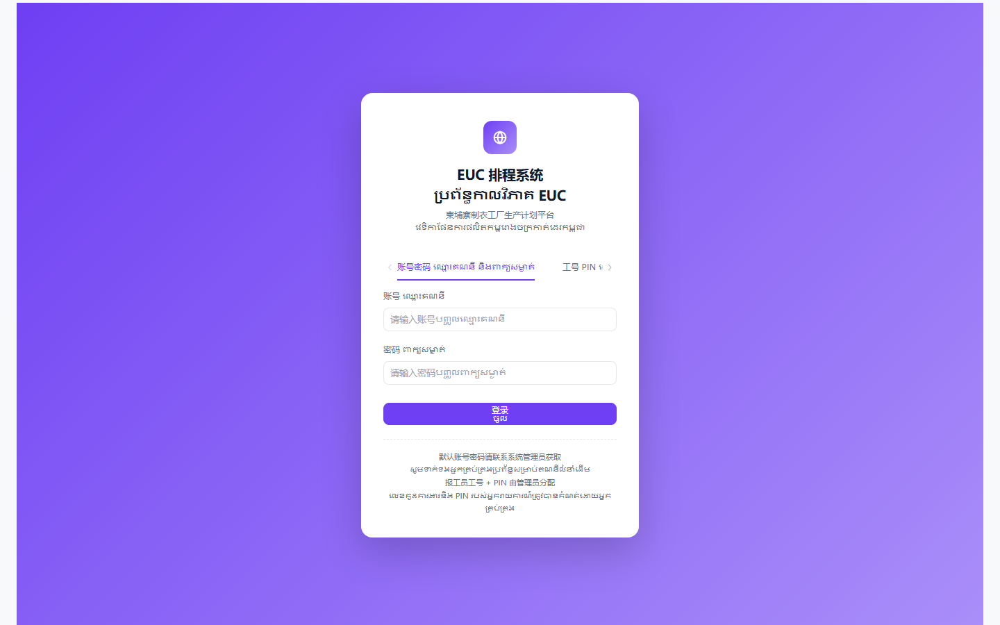 EUC 排程系统
ប្រព័ន្ធកាលវិភាគ EUC
柬埔寨制衣工厂生产计划平台
វេទិកាផែនការផលិតកម្មរោងចក្រកាត់ដេរកម្ពុជា
账号密码 ឈ្មោះគណនី និងពាក្យសម្ងាត់
工号 PIN
账号 ឈ្មោះគណនី
请输入账号បញ្ចូលឈ្មោះគណនី
密码 ពាក្យសម្ងាត់
请输入密码បញ្ចូលពាក្យសម្ងាត់
登录
ចូល
默认账号密码请联系系统管理员获取
សូមទាក់ទងអ្នកគ្រប់គ្រងប្រព័ន្ធសម្រាប់គណនីលំនាំដើម
报工员工号 + PIN 由管理员分配
លេខកូដការងារនិង PIN របស់អ្នករាយការណ៍ត្រូវបានកំណត់ដោយអ្នក
គ្រប់គ្រង